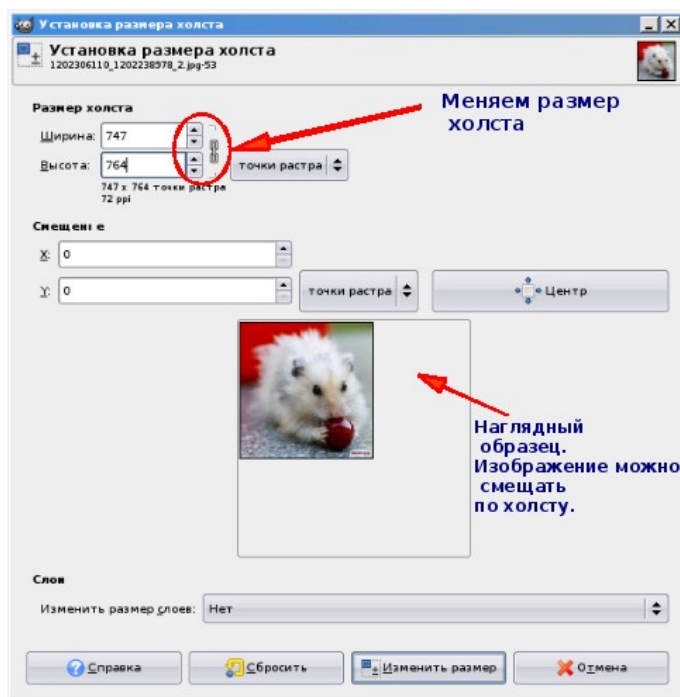 Установка размера холста
Установка размера холста
1202306110_1202238978_2.jpg-53
Размер холста
Меняем размер
холста
Ширина: 747
Высота: 764 точки растра
747 x 764 точки растра
72 ppi
Смещение
X: 0
Y: 0 точки растра Центр
Наглядный
образец.
Изображение можно
смещать
по холсту.
Слои
Изменить размер слоев: Нет
Справка Сбросить Изменить размер Отмена